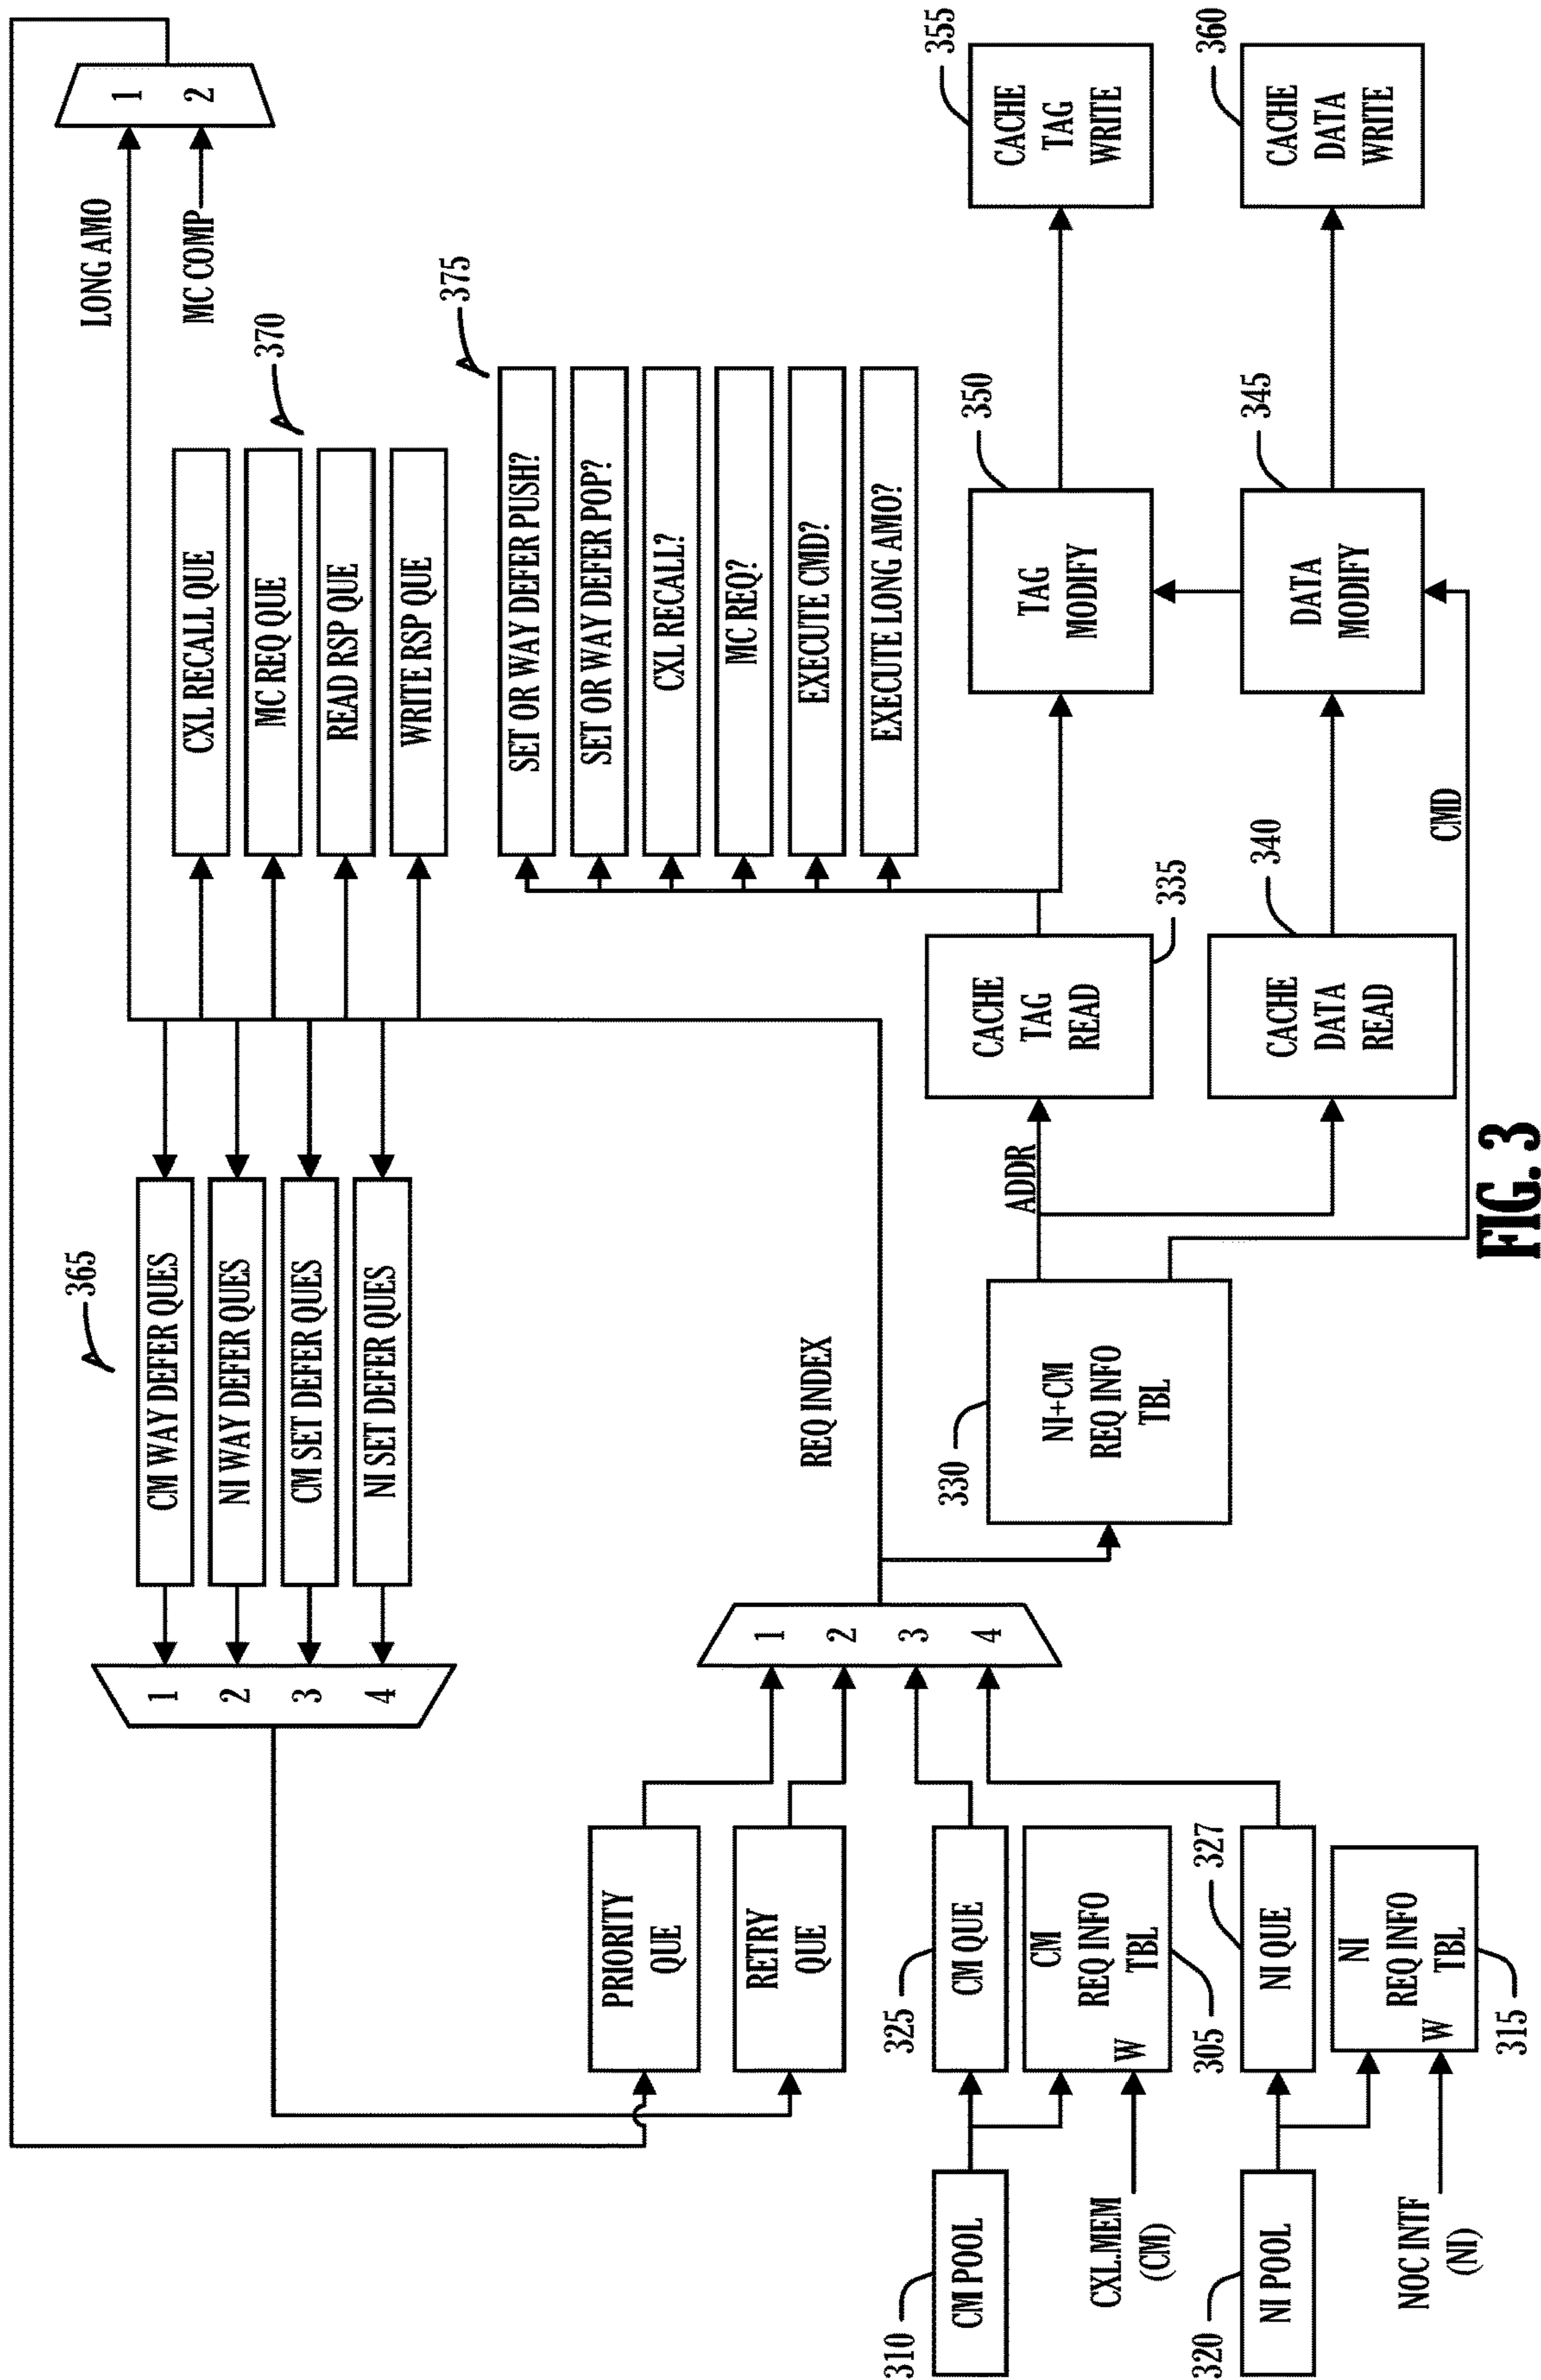 365
CM WAY DEFER QUES
NI WAY DEFER QUES
CM SET DEFER QUES
NI SET DEFER QUES
1
2
3
4
CXL RECALL QUE
MC REQ QUE
READ RSP QUE
WRITE RSP QUE
370
LONG AMO
MC COMP
1
2
375
SET OR WAY DEFER PUSH?
SET OR WAY DEFER POP?
CXL RECALL?
MC REQ?
EXECUTE CMD?
EXECUTE LONG AMO?
PRIORITY
QUE
RETRY
QUE
1
2
3
4
REQ INDEX
310
CM POOL
325
CM QUE
CM
REQ INFO
TBL
W
305
CXL.MEM
(CM)
320
NI POOL
327
NI QUE
NI
REQ INFO
TBL
W
315
NOC INTF
(NI)
330
NI+CM
REQ INFO
TBL
ADDR
CACHE
TAG
READ
335
340
CACHE
DATA
READ
CMD
350
TAG
MODIFY
345
DATA
MODIFY
355
CACHE
TAG
WRITE
360
CACHE
DATA
WRITE
FIG. 3